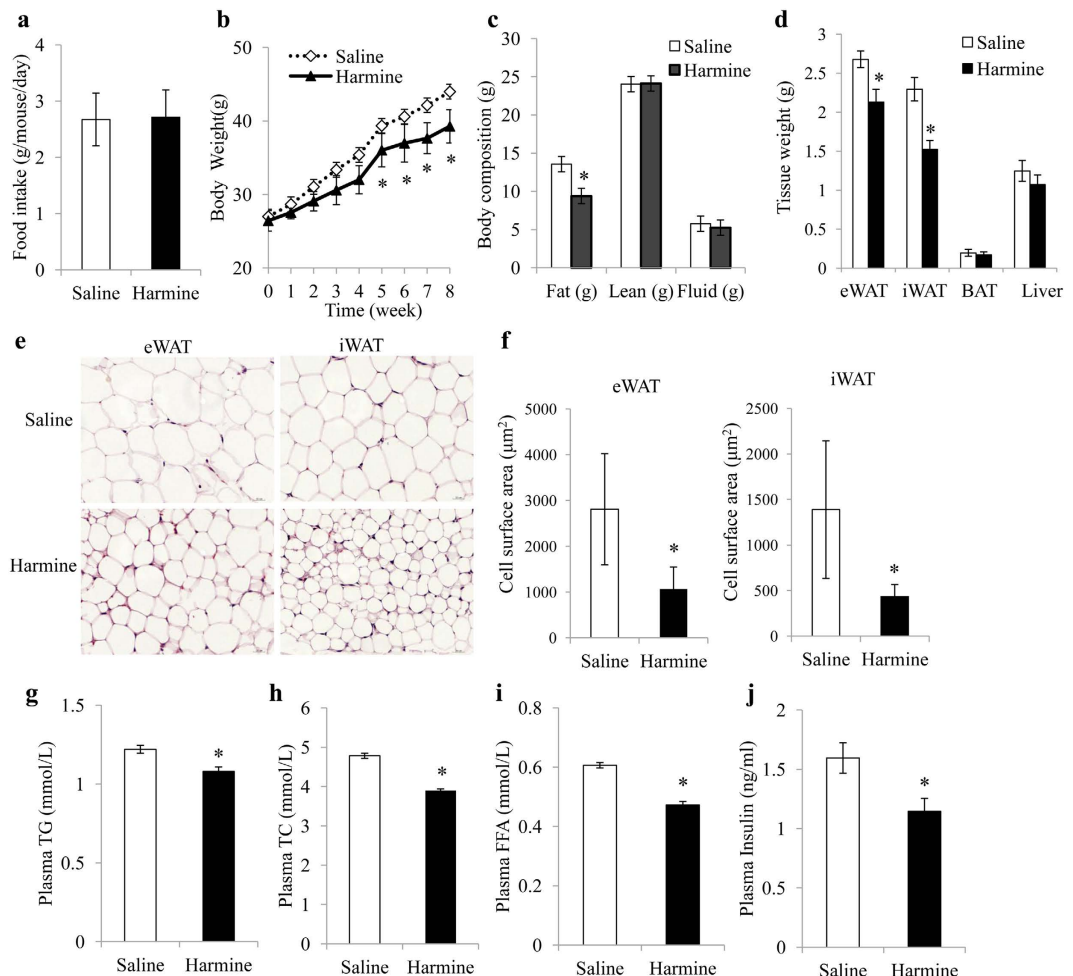 a
Food intake (g/mouse/day)
4
3
2
1
0
Saline Harmine
b
Saline
Harmine
Body Weight(g)
50
40
30
20
* * * *
0 1 2 3 4 5 6 7 8
Time (week)
c
Saline
Harmine
Body composition (g)
30
25
20
15
10
5
0
*
Fat (g) Lean (g) Fluid (g)
d
Saline
Harmine
Tissue weight (g)
3
2.5
2
1.5
1
0.5
0
*
*
eWAT iWAT BAT Liver
e
eWAT iWAT
Saline
Harmine
f
eWAT
Cell surface area (μm²)
5000
4000
3000
2000
1000
0
*
Saline Harmine
iWAT
Cell surface area (μm²)
2500
2000
1500
1000
500
0
*
Saline Harmine
g
Plasma TG (mmol/L)
1.5
1
0.5
0
*
Saline Harmine
h
Plasma TC (mmol/L)
6
5
4
3
2
1
0
*
Saline Harmine
i
Plasma FFA (mmol/L)
0.8
0.6
0.4
0.2
0
*
Saline Harmine
j
Plasma Insulin (ng/ml)
2
1.5
1
0.5
0
*
Saline Harmine